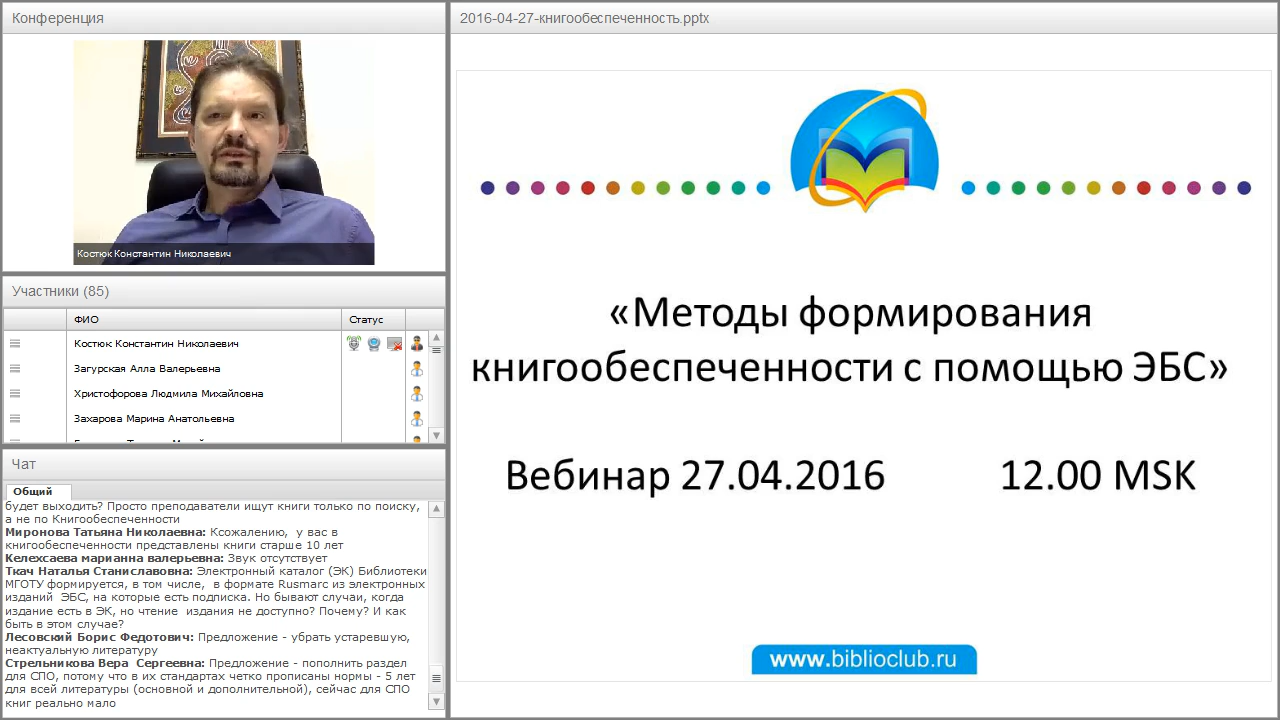 Конференция
Костюк Константин Николаевич
Участники (85)
ФИО
Статус
Костюк Константин Николаевич
Загурская Алла Валерьевна
Христофорова Людмила Михайловна
Захарова Марина Анатольевна
Чат
Общий
будет выходить? Просто преподаватели ищут книги только по поиску,
а не по Книгообеспеченности
Миронова Татьяна Николаевна: Ксожалению, у вас в
книгообеспеченности представлены книги старше 10 лет
Келехсаева марианна валерьевна: Звук отсутствует
Ткач Наталья Станиславовна: Электронный каталог (ЭК) Библиотеки
МГОТУ формируется, в том числе, в формате Rusmarc из электронных
изданий ЭБС, на которые есть подписка. Но бывают случаи, когда
издание есть в ЭК, но чтение издания не доступно? Почему? И как
быть в этом случае?
Лесовский Борис Федотович: Предложение - убрать устаревшую,
неактуальную литературу
Стрельникова Вера Сергеевна: Предложение - пополнить раздел
для СПО, потому что в их стандартах четко прописаны нормы - 5 лет
для всей литературы (основной и дополнительной), сейчас для СПО
книг реально мало
2016-04-27-книгообеспеченность.pptx
«Методы формирования
книгообеспеченности с помощью ЭБС»
Вебинар 27.04.2016 12.00 MSK
www.biblioclub.ru